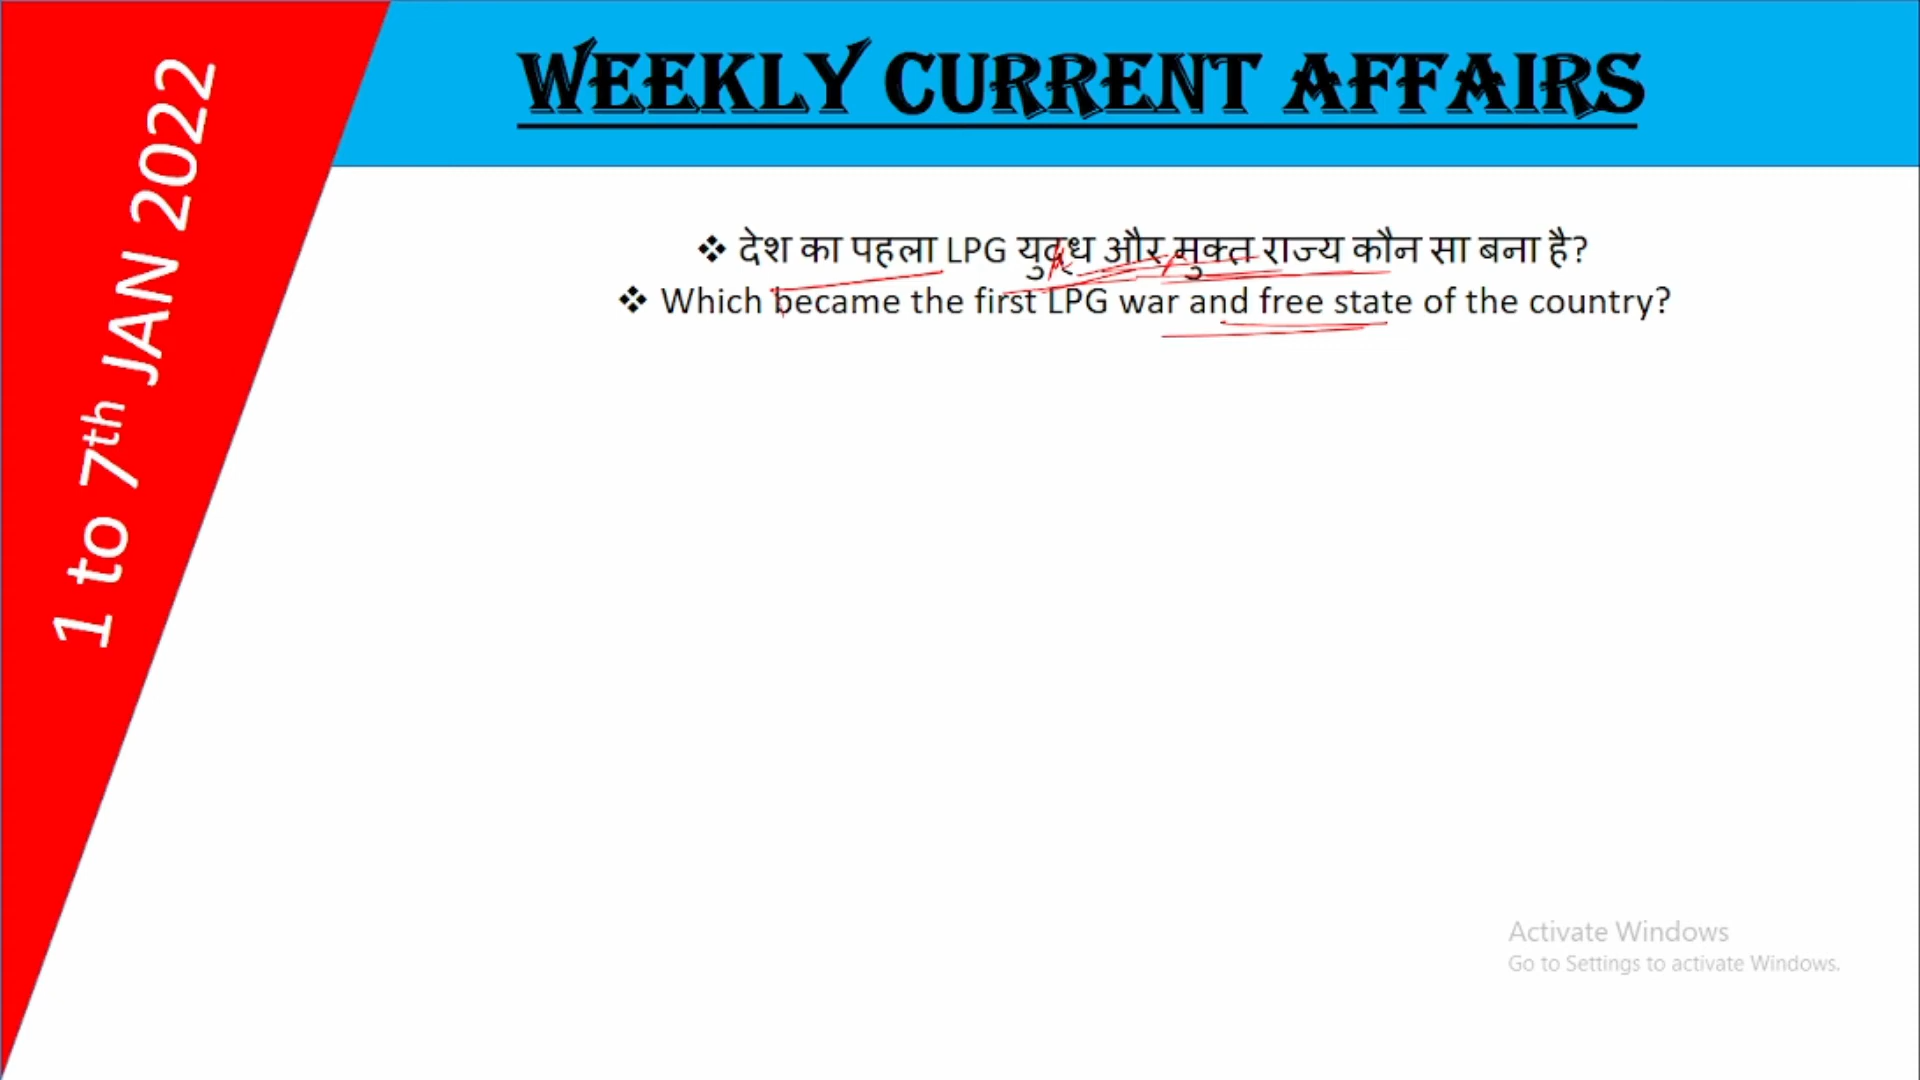 WEEKLY CURRENT AFFAIRS
1 to 7th JAN 2022
❖ देश का पहला LPG युद्ध और मुक्त राज्य कौन सा बना है?
❖ Which became the first LPG war and free state of the country?
Activate Windows
Go to Settings to activate Windows.